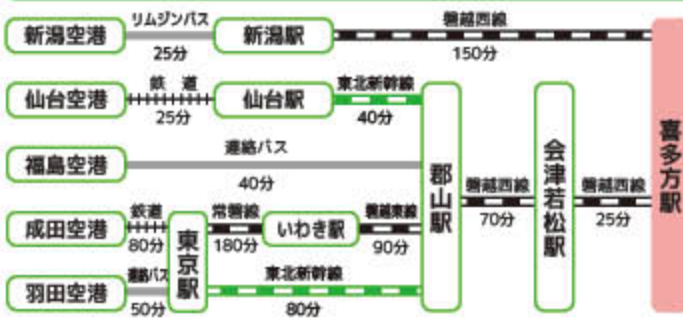 新潟空港 リムジンバス 25分 新潟駅 磐越西線 150分
仙台空港 鉄道 25分 仙台駅 東北新幹線 40分
福島空港 連絡バス 40分
成田空港 鉄道 80分 東京駅 常磐線 180分 いわき駅 磐越東線 90分
羽田空港 連絡バス 50分 東北新幹線 80分
郡山駅 磐越西線 70分 会津若松駅 磐越西線 25分 喜多方駅